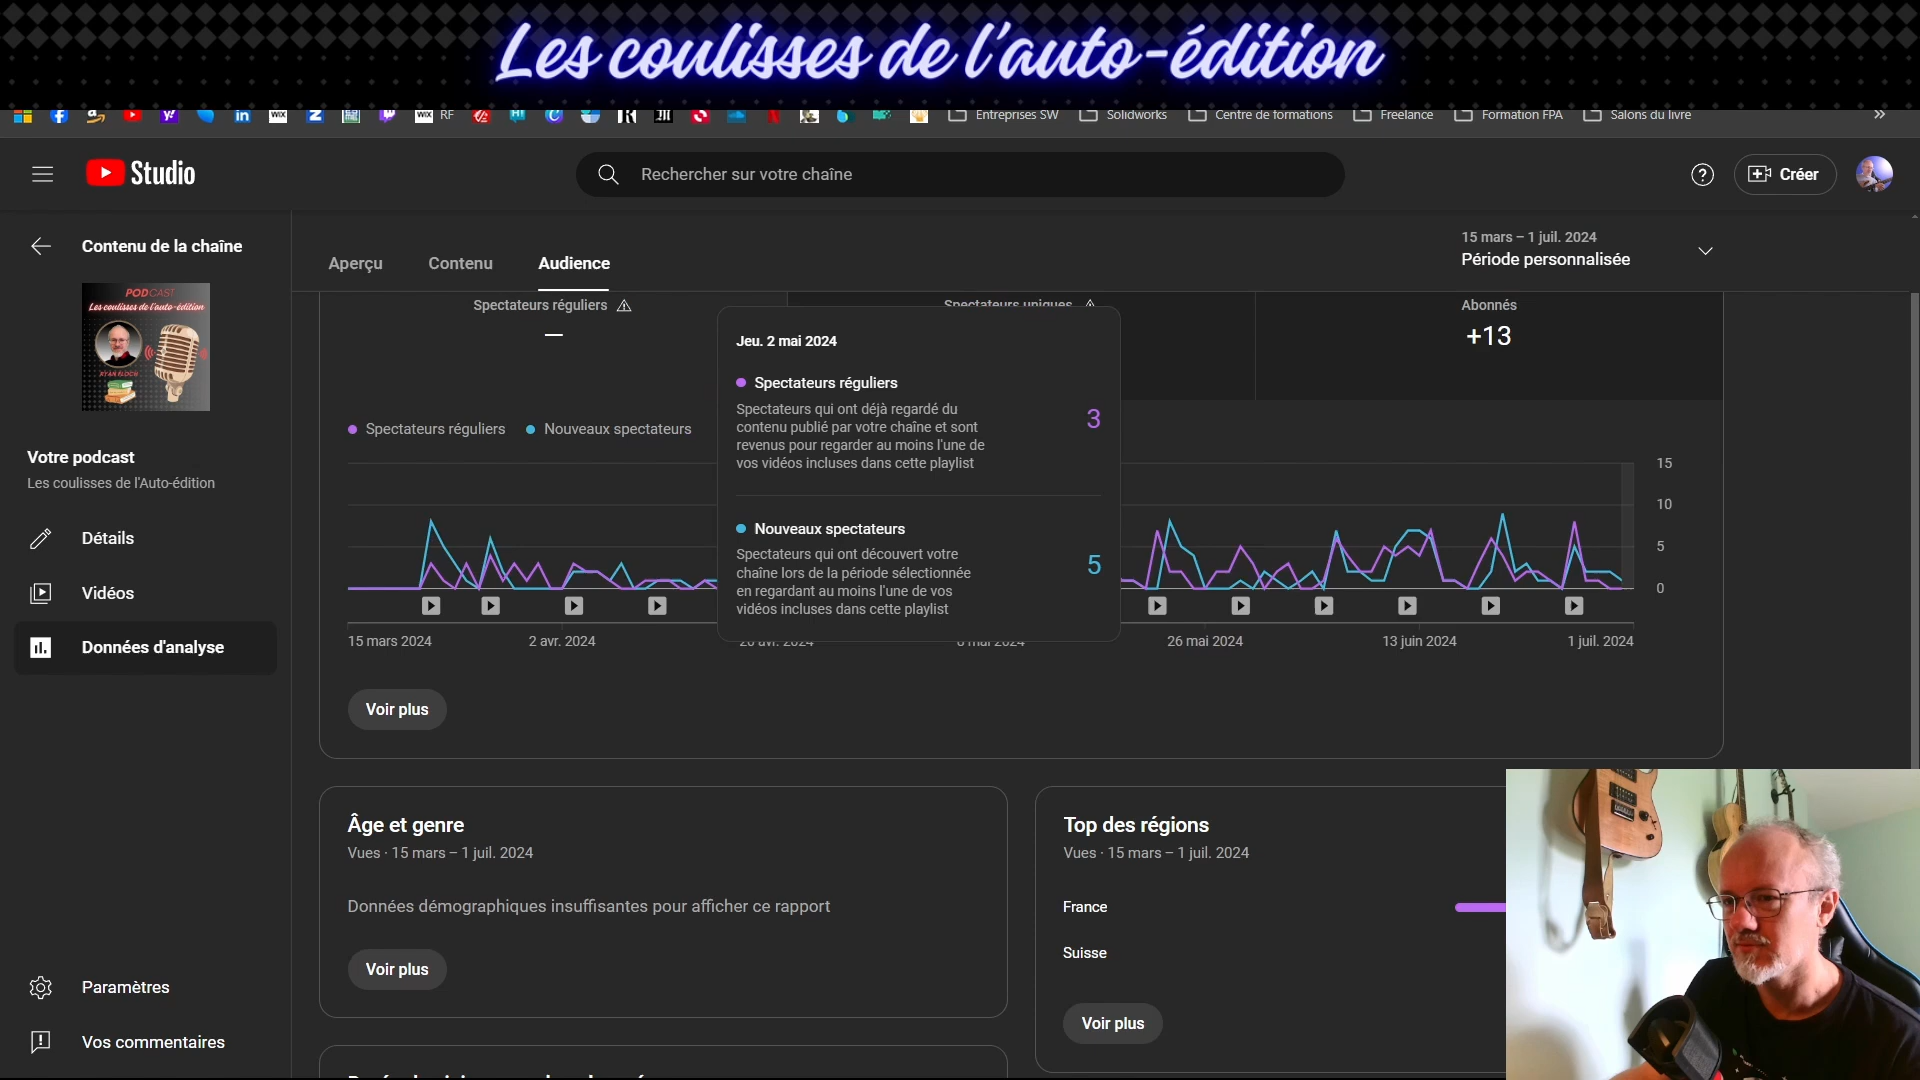 Les coulisses de l'auto-édition
RF
Entreprises SW
Solidworks
Centre de formations
Freelance
Formation FPA
Salons du livre
Studio
Rechercher sur votre chaîne
Créer
Contenu de la chaîne
PODCAST
Les coulisses de l'auto-édition
Votre podcast
Les coulisses de l'Auto-édition
Détails
Vidéos
Données d'analyse
Paramètres
Vos commentaires
Aperçu
Contenu
Audience
15 mars – 1 juil. 2024
Période personnalisée
Spectateurs réguliers
—
Spectateurs uniques
Abonnés
+13
Spectateurs réguliers
Nouveaux spectateurs
Jeu. 2 mai 2024
Spectateurs réguliers
Spectateurs qui ont déjà regardé du
contenu publié par votre chaîne et sont
revenus pour regarder au moins l'une de
vos vidéos incluses dans cette playlist
3
Nouveaux spectateurs
Spectateurs qui ont découvert votre
chaîne lors de la période sélectionnée
en regardant au moins l'une de vos
vidéos incluses dans cette playlist
5
15
10
5
0
15 mars 2024
2 avr. 2024
26 mai 2024
13 juin 2024
1 juil. 2024
Voir plus
Âge et genre
Vues · 15 mars – 1 juil. 2024
Données démographiques insuffisantes pour afficher ce rapport
Voir plus
Top des régions
Vues · 15 mars – 1 juil. 2024
France
Suisse
Voir plus